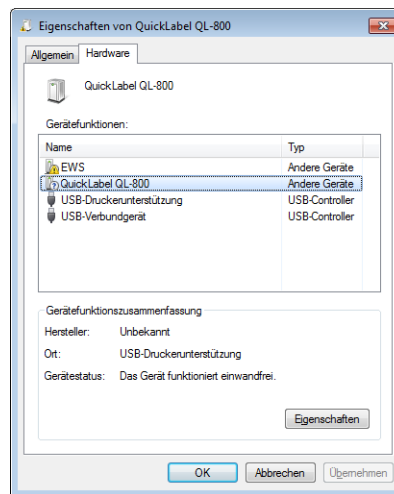 Eigenschaften von QuickLabel QL-800
Allgemein Hardware
QuickLabel QL-800
Gerätefunktionen:
Name Typ
EWS Andere Geräte
QuickLabel QL-800 Andere Geräte
USB-Druckerunterstützung USB-Controller
USB-Verbundgerät USB-Controller
Gerätefunktionszusammenfassung
Hersteller: Unbekannt
Ort: USB-Druckerunterstützung
Gerätestatus: Das Gerät funktioniert einwandfrei.
Eigenschaften
OK Abbrechen Übernehmen